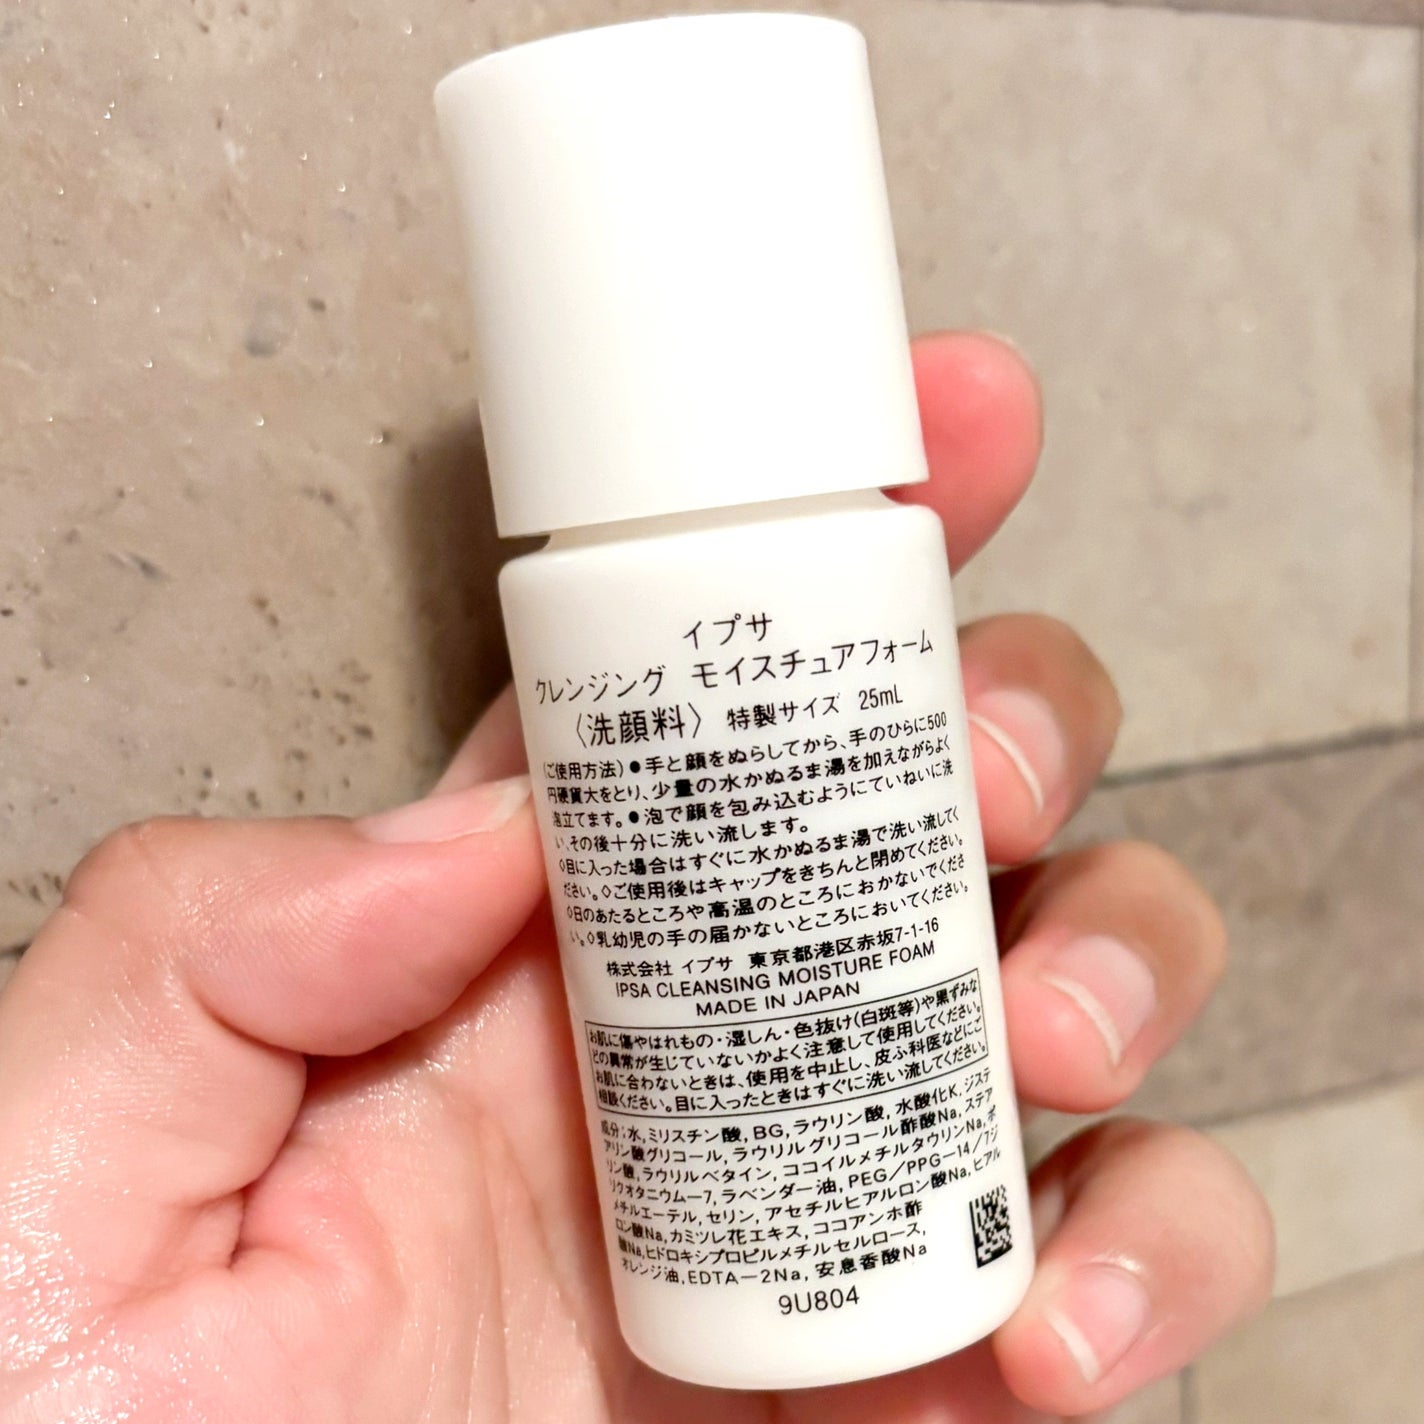 イプサ
クレンジング モイスチュアフォーム
〈洗顔料〉 特製サイズ 25mL
(ご使用方法)●手と顔をぬらしてから、手のひらに500
円硬貨大をとり、少量の水かぬるま湯を加えながらよく
泡立てます。●泡で顔を包み込むようにていねいに洗
い、その後十分に洗い流します。
◇目に入った場合はすぐに水かぬるま湯で洗い流してく
ださい。◇ご使用後はキャップをきちんと閉めてください。
◇日のあたるところや高温のところにおかないでくださ
い。◇乳幼児の手の届かないところにおいてください。
株式会社 イプサ 東京都港区赤坂7-1-16
IPSA CLEANSING MOISTURE FOAM
MADE IN JAPAN
お肌に傷やはれもの・湿しん・色抜け(白斑等)や黒ずみな
どの異常が生じていないかよく注意して使用してください。
お肌に合わないときは、使用を中止し、皮ふ科医などにご
相談ください。目に入ったときはすぐに洗い流してください。
成分:水, ミリスチン酸, BG, ラウリン酸, 水酸化K, ジステ
アリン酸グリコール, ラウリルグリコール酢酸Na, ステア
リン酸, ラウリルベタイン, ココイルメチルタウリンNa, ポ
リクオタニウム-7, ラベンダー油, PEG/PPG-14/7ジ
メチルエーテル, セリン, アセチルヒアルロン酸Na, ヒアル
ロン酸Na, カミツレ花エキス, ココアンホ酢
酸Na, ヒドロキシプロピルメチルセルロース,
オレンジ油, EDTA-2Na, 安息香酸Na
9U804